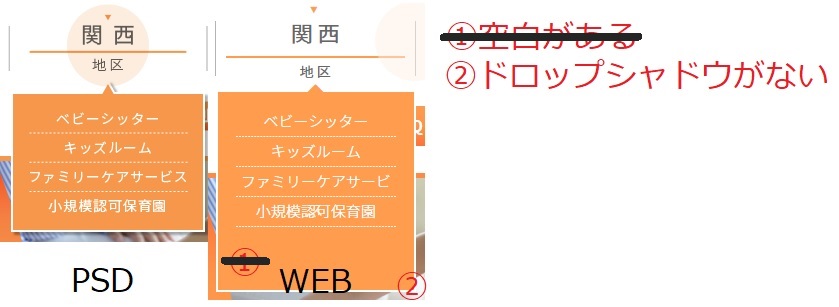 関西
地区
ベビーシッター
キッズルーム
ファミリーケアサービス
小規模認可保育園
PSD
関西
地区
ベビーシッター
キッズルーム
ファミリーケアサービ
ス
小規模認可保育園
Q
①
WEB
②
①空白がある
②ドロップシャドウがない